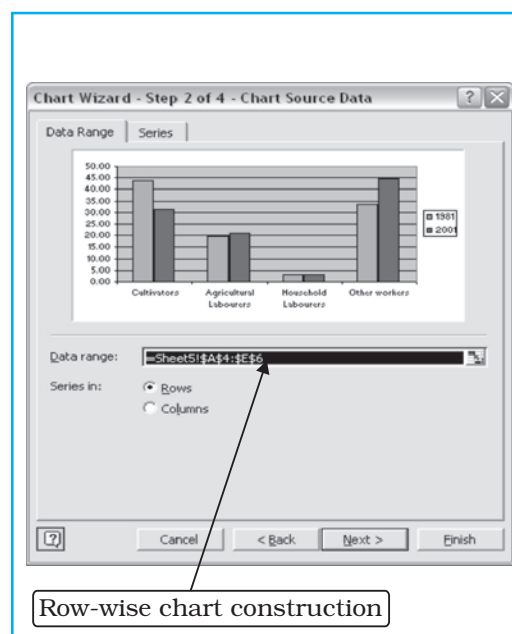 Chart Wizard - Step 2 of 4 - Chart Source Data
Data Range
Series
50.00
45.00
40.00
35.00
30.00
25.00
20.00
15.00
10.00
5.00
0.00
Cultivators
Agricultural
Labourers
Household
Labourers
Other workers
1981
2001
Data range:
=Sheet5!$A$4:$E$6
Series in:
Rows
Columns
Cancel
< Back
Next >
Finish
Row-wise chart construction